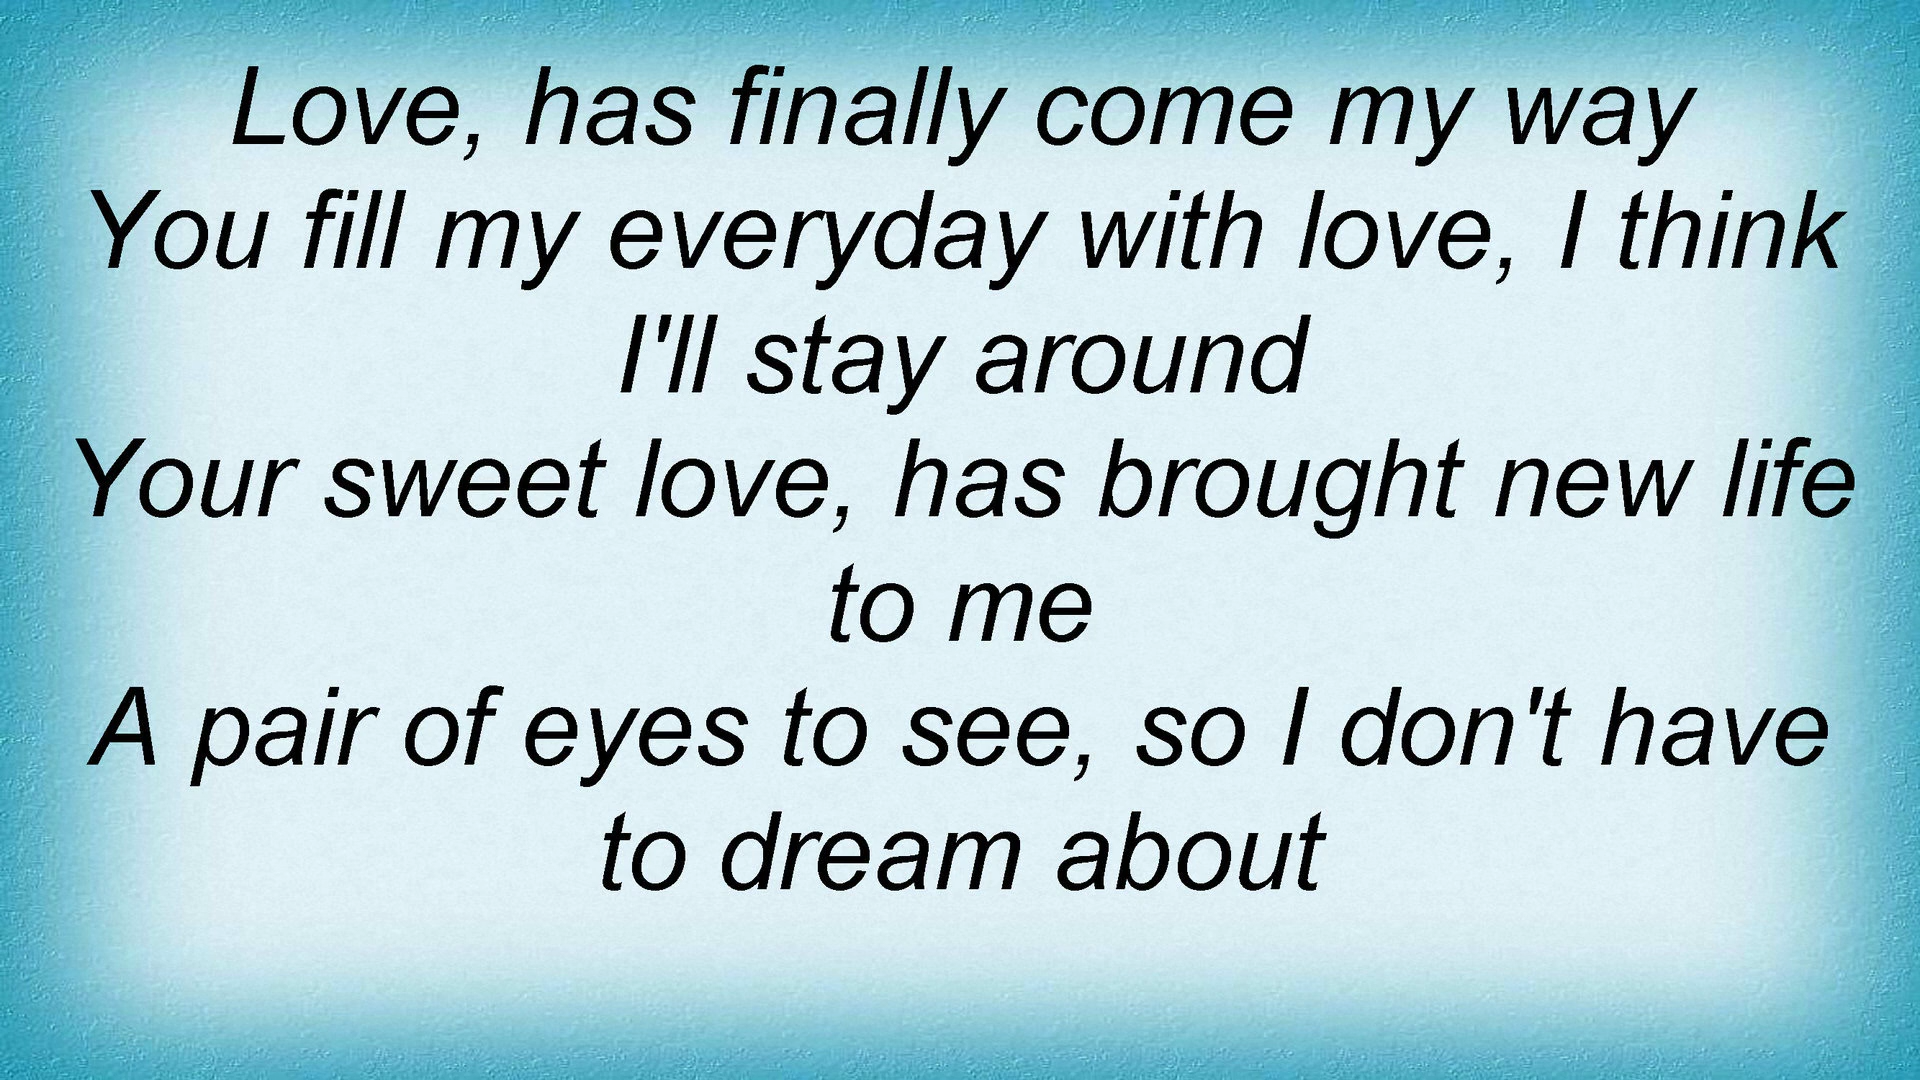 Love, has finally come my way
You fill my everyday with love, I think
I'll stay around
Your sweet love, has brought new life
to me
A pair of eyes to see, so I don't have
to dream about